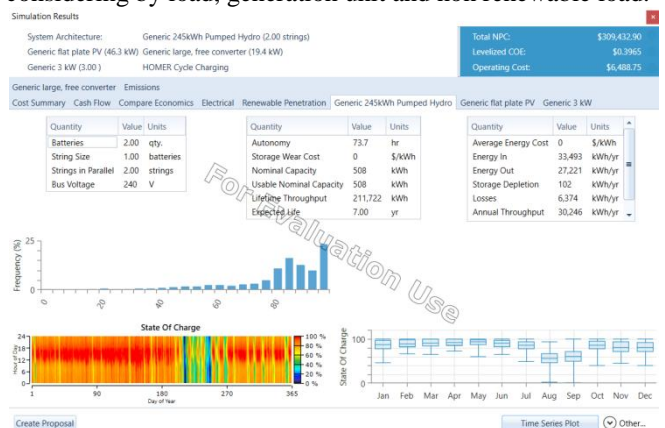 considering by load, generation unit and non renewable load.
Simulation Results
System Architecture: Generic 245kWh Pumped Hydro (2.00 strings)
Generic flat plate PV (46.3 kW) Generic large, free converter (19.4 kW)
Generic 3 kW (3.00 )  HOMER Cycle Charging
Total NPC: $309,432.90
Levelized COE: $0.3965
Operating Cost: $6,488.75
Generic large, free converter Emissions
Cost Summary Cash Flow Compare Economics Electrical Renewable Penetration Generic 245kWh Pumped Hydro Generic flat plate PV Generic 3 kW
Quantity Value Units
Batteries 2.00 qty.
String Size 1.00 batteries
Strings in Parallel 2.00 strings
Bus Voltage 240 V
Quantity Value Units
Autonomy 73.7 hr
Storage Wear Cost 0 $/kWh
Nominal Capacity 508 kWh
Usable Nominal Capacity 508 kWh
Lifetime Throughput 211,722 kWh
Expected Life 7.00 yr
Quantity Value Units
Average Energy Cost 0 $/kWh
Energy In 33,493 kWh/yr
Energy Out 27,221 kWh/yr
Storage Depletion 102 kWh/yr
Losses 6,374 kWh/yr
Annual Throughput 30,246 kWh/yr
For Evaluation Use
Frequency (%)
25
0
0 20 40 60 80
State Of Charge
Hour of Day
24
18
12
6
0
1 90 180 270 365
Day of Year
100 %
80 %
60 %
40 %
20 %
0 %
State Of Charge
100
0
Jan Feb Mar Apr May Jun Jul Aug Sep Oct Nov Dec
Create Proposal
Time Series Plot
Other...